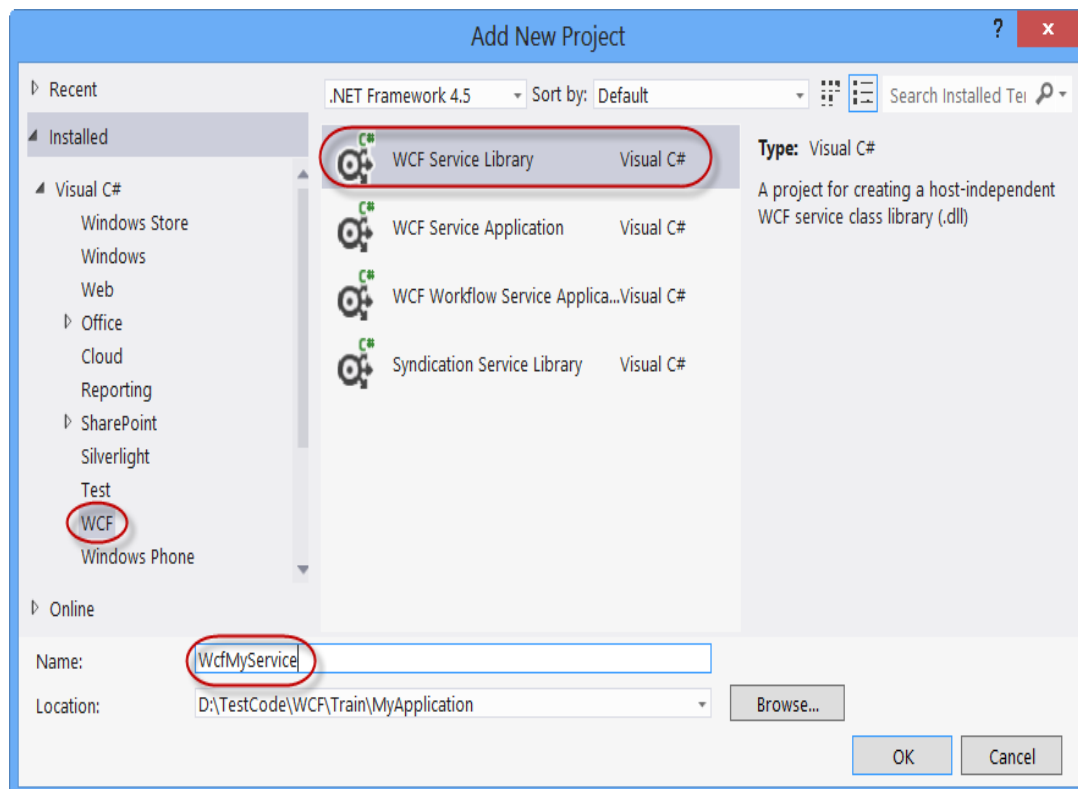 Add New Project
?
x
Recent
Installed
Visual C#
Windows Store
Windows
Web
Office
Cloud
Reporting
SharePoint
Silverlight
Test
WCF
Windows Phone
Online
.NET Framework 4.5 Sort by: Default
Search Installed Te
C# WCF Service Library Visual C#
C# WCF Service Application Visual C#
C# WCF Workflow Service Applica...Visual C#
C# Syndication Service Library Visual C#
Type: Visual C#
A project for creating a host-independent
WCF service class library (.dll)
Name: WcfMyService
Location: D:\TestCode\WCF\Train\MyApplication Browse...
OK Cancel